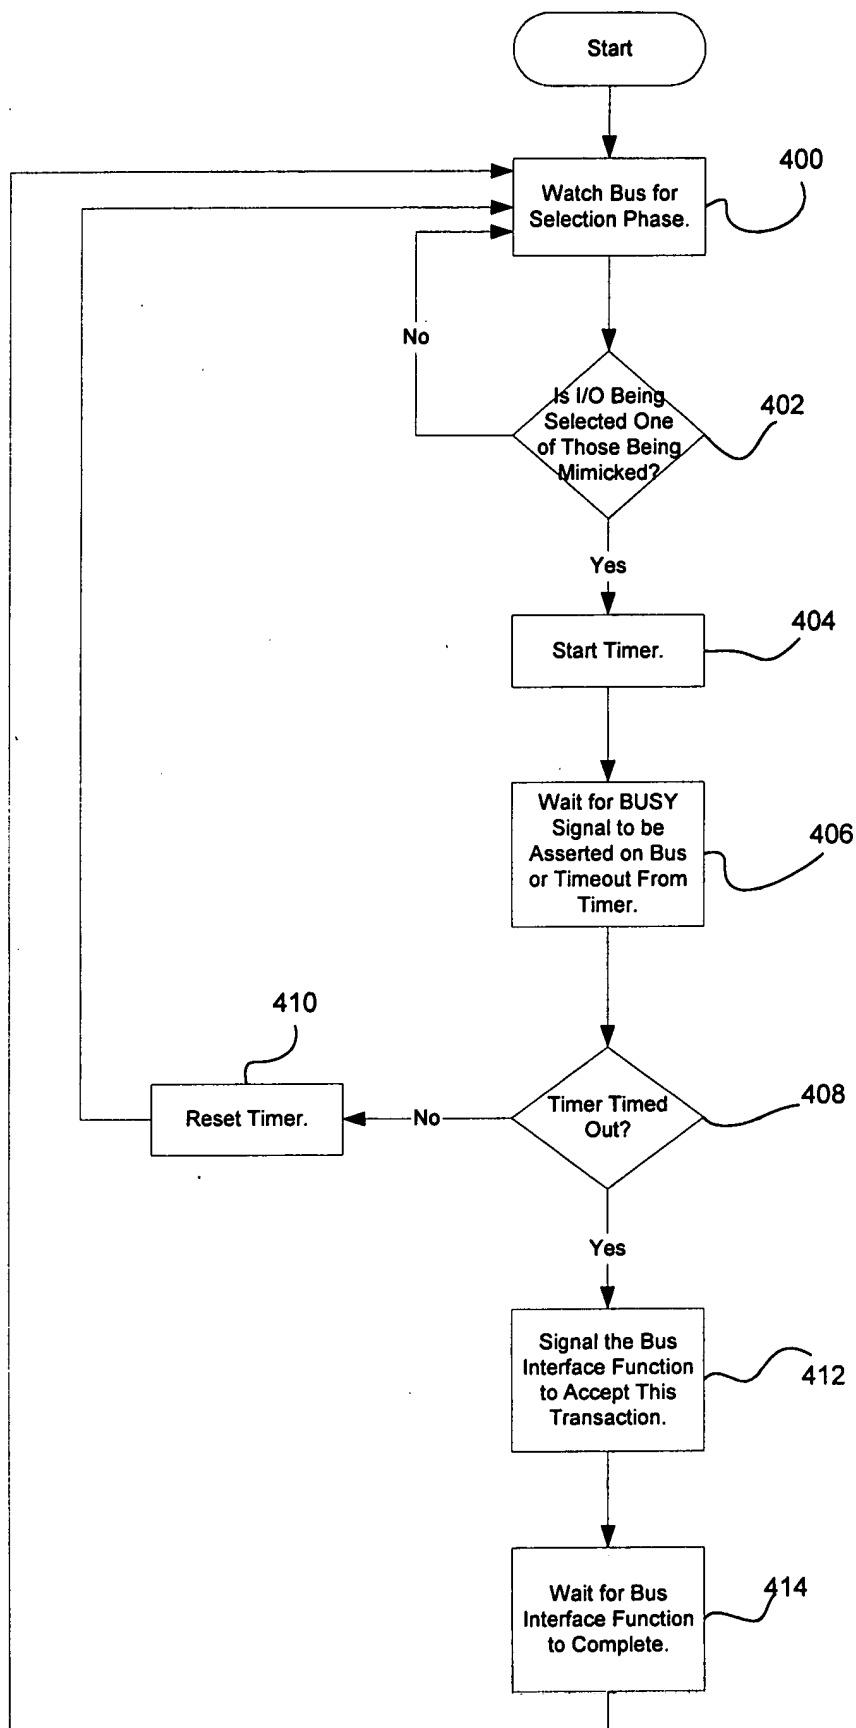 Start
400
Watch Bus for
Selection Phase.
No
402
Is I/O Being
Selected One
of Those Being
Mimicked?
Yes
404
Start Timer.
Wait for BUSY
Signal to be
Asserted on Bus
or Timeout From
Timer.
406
410
Reset Timer.
No
Timer Timed
Out?
408
Yes
Signal the Bus
Interface Function
to Accept This
Transaction.
412
414
Wait for Bus
Interface Function
to Complete.